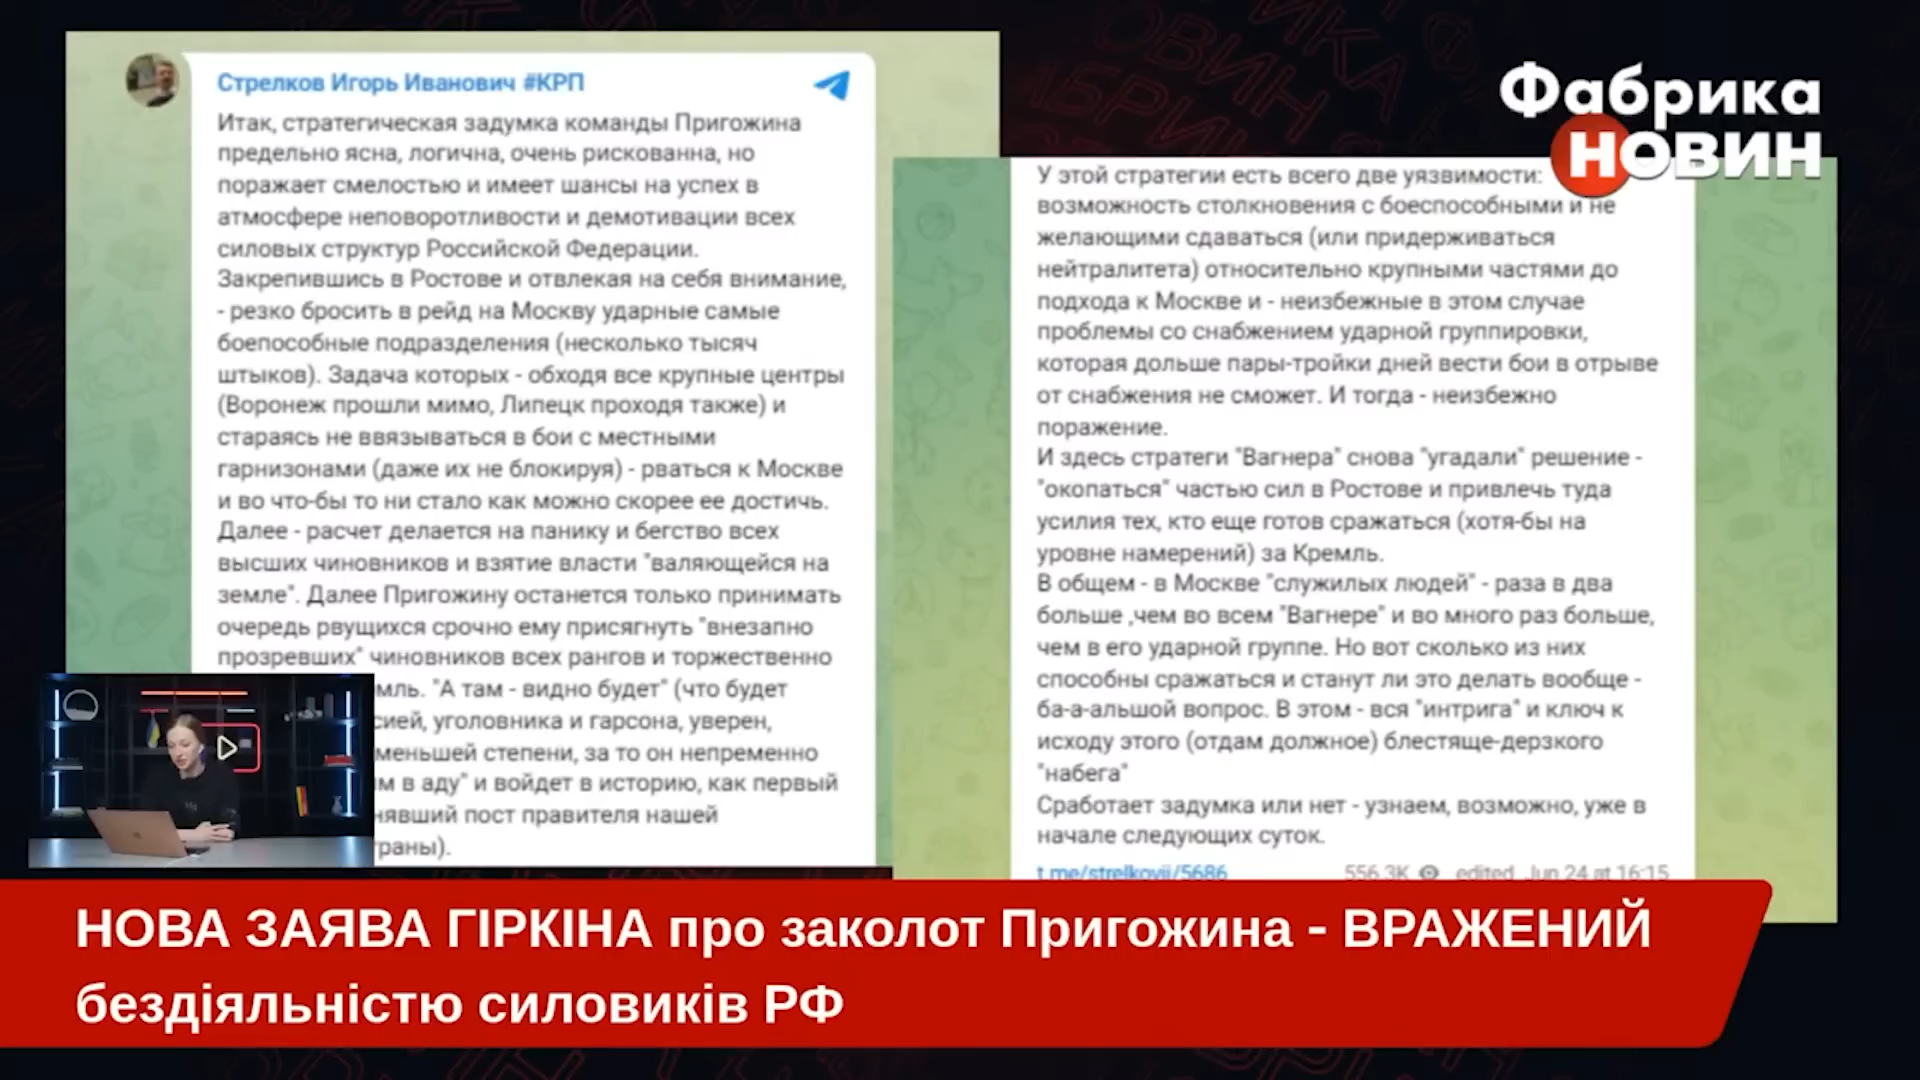 Стрелков Игорь Иванович #КРП
Итак, стратегическая задумка команды Пригожина
предельно ясна, логична, очень рискованна, но
поражает смелостью и имеет шансы на успех в
атмосфере неповоротливости и демотивации всех
силовых структур Российской Федерации.
Закрепившись в Ростове и отвлекая на себя внимание,
- резко бросить в рейд на Москву ударные самые
боепособные подразделения (несколько тысяч
штыков). Задача которых - обходя все крупные центры
(Воронеж прошли мимо, Липецк проходя также) и
стараясь не ввязываться в бои с местными
гарнизонами (даже их не блокируя) - рваться к Москве
и во что-бы то ни стало как можно скорее ее достичь.
Далее - расчет делается на панику и бегство всех
высших чиновников и взятие власти "валяющейся на
земле". Далее Пригожину останется только принимать
очередь рвущихся срочно ему присягнуть "внезапно
прозревших" чиновников всех рангов и торжественно
мль. "А там - видно будет" (что будет
сией, уголовника и гарсона, уверен,
меньшей степени, за то он непременно
м в аду" и войдет в историю, как первый
нявший пост правителя нашей
траны).
Фабрика
НОВИН
У этой стратегии есть всего две уязвимости:
возможность столкновения с боеспособными и не
желающими сдаваться (или придерживаться
нейтралитета) относительно крупными частями до
подхода к Москве и - неизбежные в этом случае
проблемы со снабжением ударной группировки,
которая дольше пары-тройки дней вести бои в отрыве
от снабжения не сможет. И тогда - неизбежно
поражение.
И здесь стратеги "Вагнера" снова "угадали" решение -
"окопаться" частью сил в Ростове и привлечь туда
усилия тех, кто еще готов сражаться (хотя-бы на
уровне намерений) за Кремль.
В общем - в Москве "служилых людей" - раза в два
больше ,чем во всем "Вагнере" и во много раз больше,
чем в его ударной группе. Но вот сколько из них
способны сражаться и станут ли это делать вообще -
ба-а-альшой вопрос. В этом - вся "интрига" и ключ к
исходу этого (отдам должное) блестяще-дерзкого
"набега"
Сработает задумка или нет - узнаем, возможно, уже в
начале следующих суток.
t.me/strelkovii/5686 556.3K edited Jun 24 at 16:15
НОВА ЗАЯВА ГІРКІНА про заколот Пригожина - ВРАЖЕНИЙ
бездіяльністю силовиків РФ